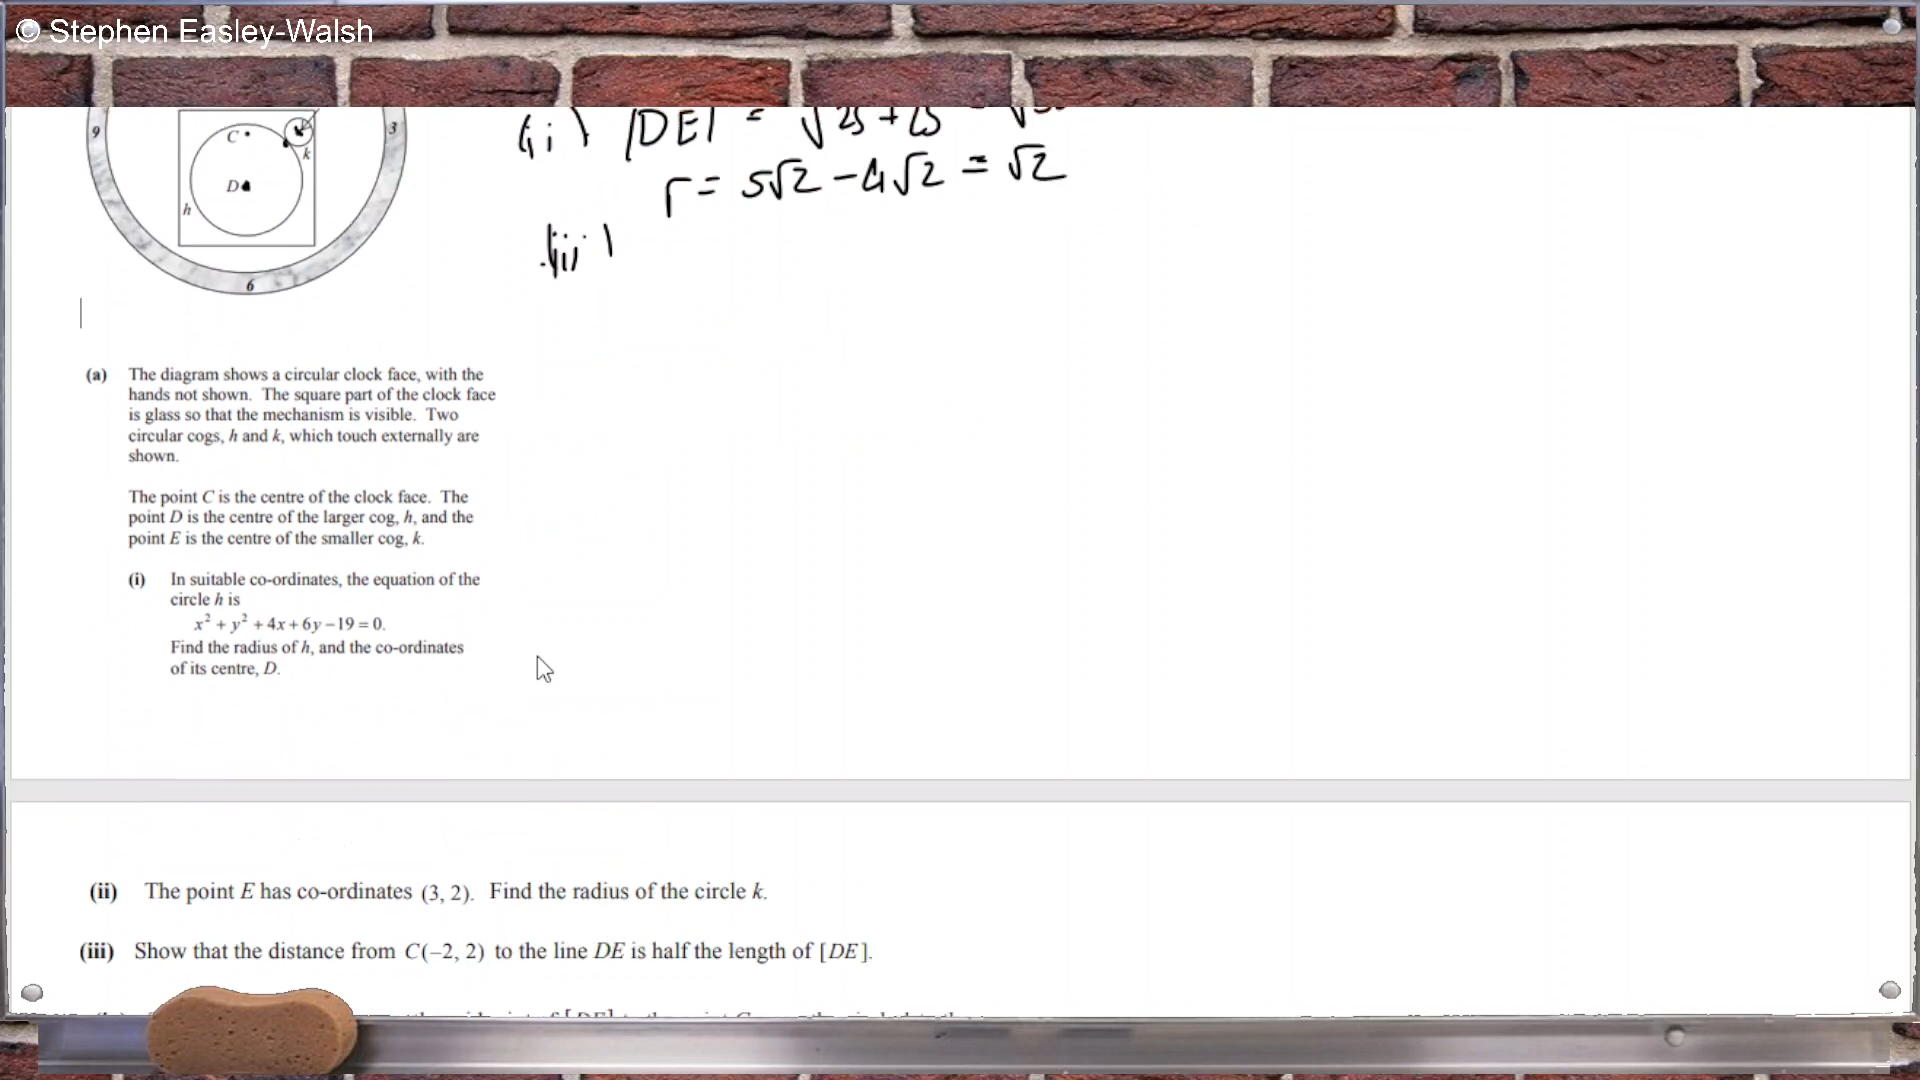 © Stephen Easley-Walsh
(ii) |DE| = √25+25
r = 5√2 − 4√2 = √2
(iii)
9
3
C
k
D
h
6
(a) The diagram shows a circular clock face, with the
hands not shown. The square part of the clock face
is glass so that the mechanism is visible. Two
circular cogs, h and k, which touch externally are
shown.
The point C is the centre of the clock face. The
point D is the centre of the larger cog, h, and the
point E is the centre of the smaller cog, k.
(i) In suitable co-ordinates, the equation of the
circle h is
x² + y² + 4x + 6y – 19 = 0.
Find the radius of h, and the co-ordinates
of its centre, D.
(ii) The point E has co-ordinates (3, 2). Find the radius of the circle k.
(iii) Show that the distance from C(–2, 2) to the line DE is half the length of [DE].